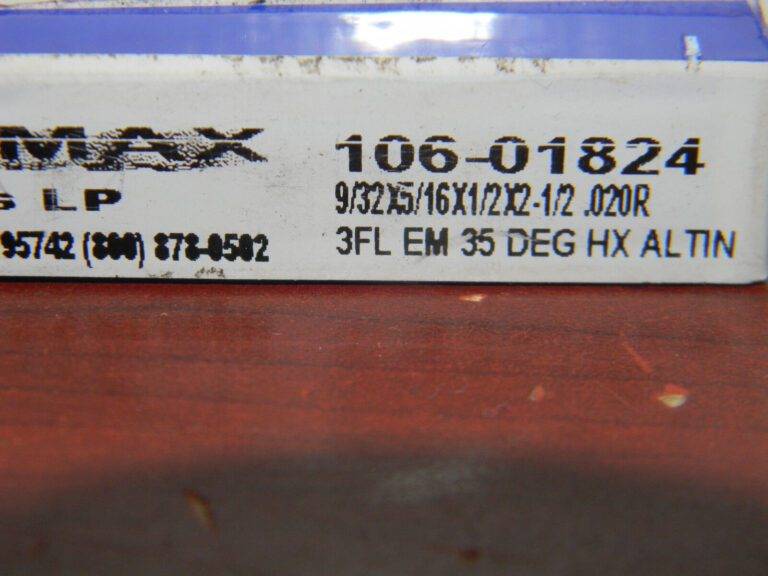 MAX
106-01824
LP
9/32X5/16X1/2X2-1/2 .020R
95742 (800) 878-0502
3FL EM 35 DEG HX ALTIN